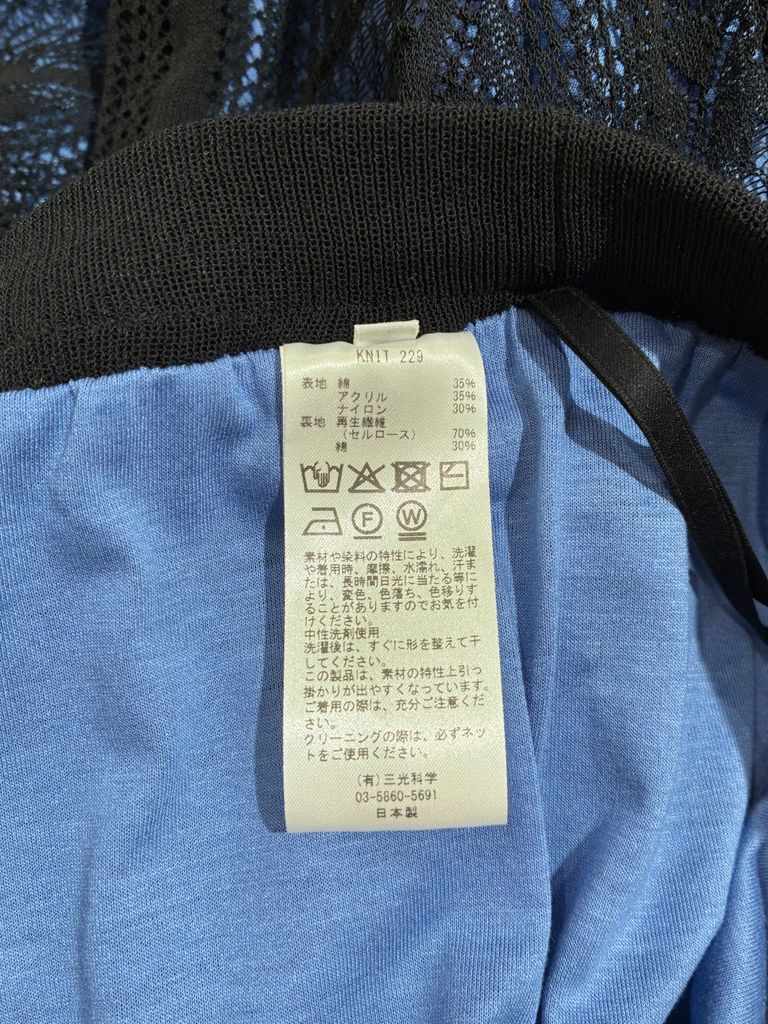 KNIT 229
表地 綿 35%
アクリル 35%
ナイロン 30%
裏地 再生繊維
(セルロース) 70%
綿 30%
F W
素材や染料の特性により、洗濯
や着用時、摩擦、水濡れ、汗ま
たは、長時間日光に当たる等に
より、変色、色落ち、色移りす
ることがありますのでお気を付
けください。
中性洗剤使用
洗濯後は、すぐに形を整えて干
してください。
この製品は、素材の特性上引っ
掛かりが出やすくなっています。
ご着用の際は、充分ご注意くだ
さい。
クリーニングの際は、必ずネッ
トをご使用ください。
(有)三光科学
03-5860-5691
日本製